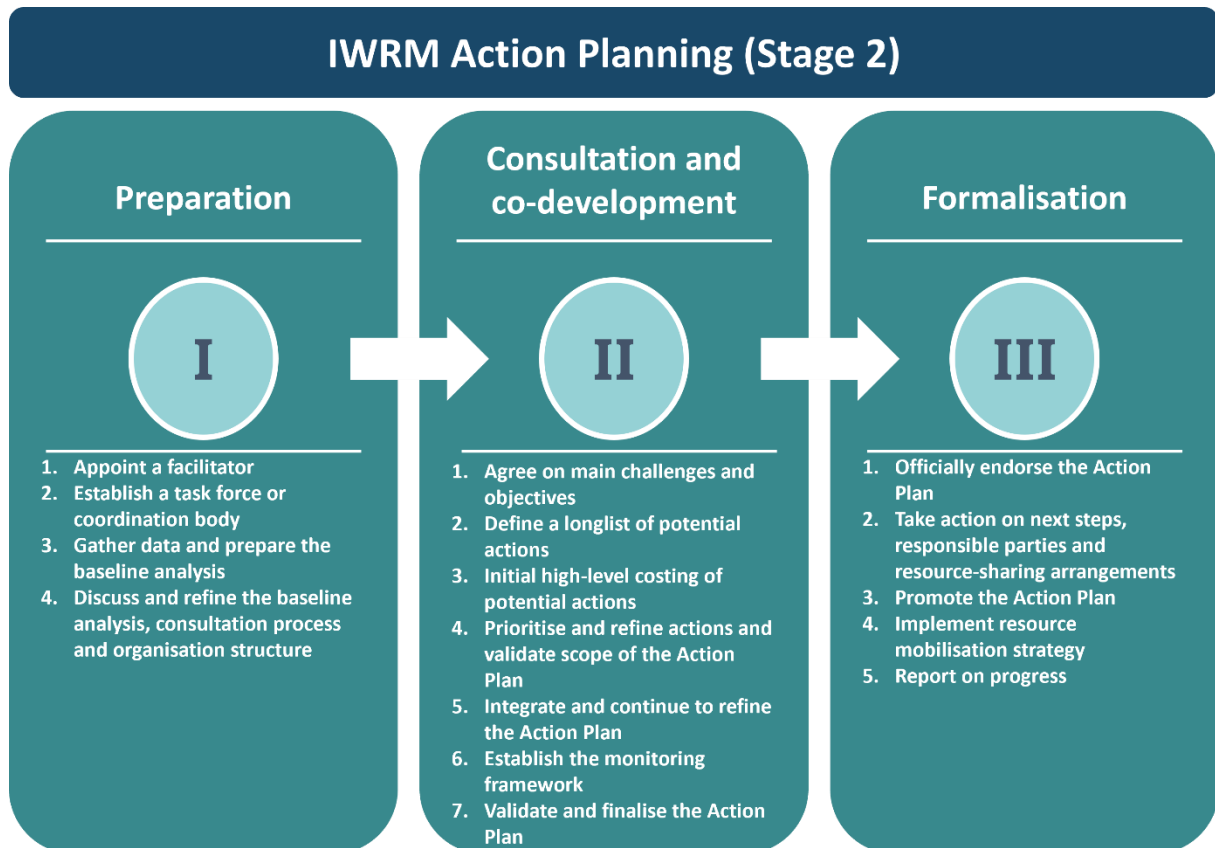 IWRM Action Planning (Stage 2)
Preparation
I
1. Appoint a facilitator
2. Establish a task force or
coordination body
3. Gather data and prepare the
baseline analysis
4. Discuss and refine the baseline
analysis, consultation process
and organisation structure
Consultation and
co-development
II
1. Agree on main challenges and
objectives
2. Define a longlist of potential
actions
3. Initial high-level costing of
potential actions
4. Prioritise and refine actions and
validate scope of the Action
Plan
5. Integrate and continue to refine
the Action Plan
6. Establish the monitoring
framework
7. Validate and finalise the Action
Plan
Formalisation
III
1. Officially endorse the Action
Plan
2. Take action on next steps,
responsible parties and
resource-sharing arrangements
3. Promote the Action Plan
4. Implement resource
mobilisation strategy
5. Report on progress